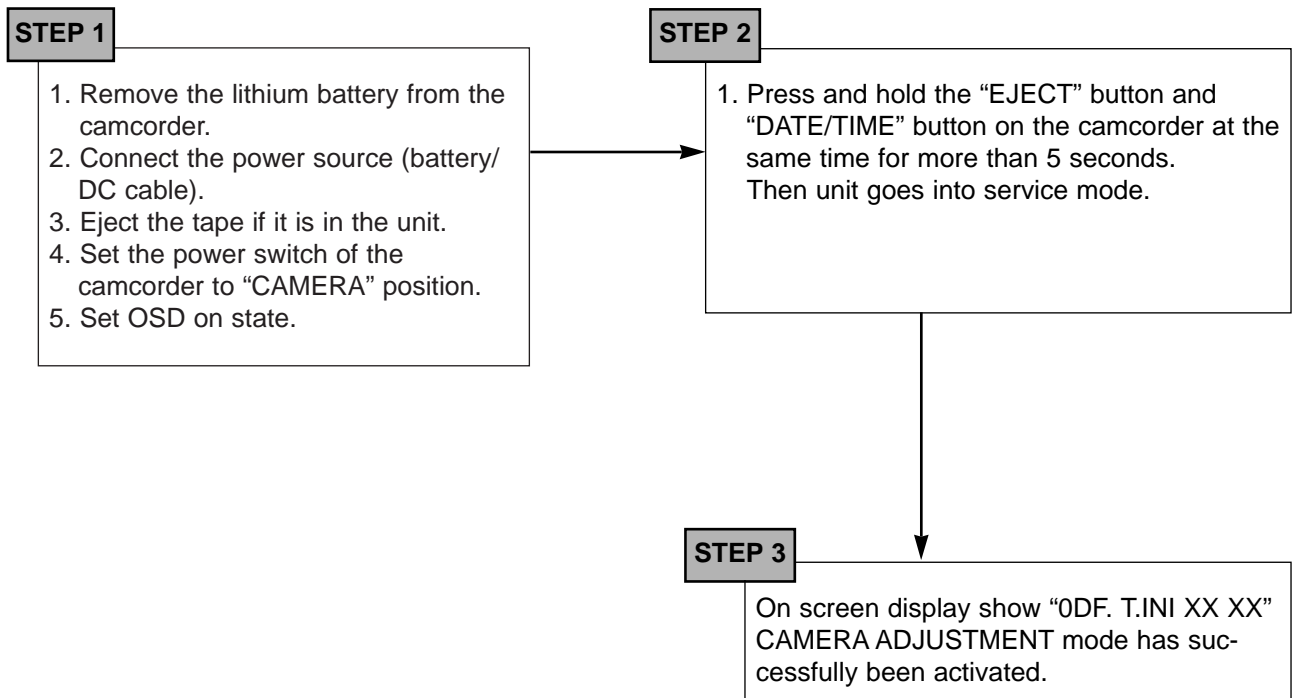 STEP 1
1. Remove the lithium battery from the
camcorder.
2. Connect the power source (battery/
DC cable).
3. Eject the tape if it is in the unit.
4. Set the power switch of the
camcorder to “CAMERA” position.
5. Set OSD on state.
STEP 2
1. Press and hold the “EJECT” button and
“DATE/TIME” button on the camcorder at the
same time for more than 5 seconds.
Then unit goes into service mode.
STEP 3
On screen display show “0DF. T.INI XX XX”
CAMERA ADJUSTMENT mode has suc-
cessfully been activated.